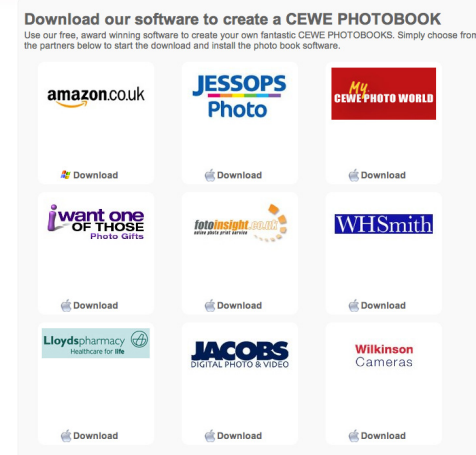 Download our software to create a CEWE PHOTOBOOK
Use our free, award winning software to create your own fantastic CEWE PHOTOBOOKS. Simply choose from
the partners below to start the download and install the photo book software.
amazon.co.uk
JESSOPS
Photo
My
CEWE PHOTO WORLD
Download
Download
Download
i want one
OF THOSE
Photo Gifts
fotoinsight.co.uk
online photo print service
WHSmith
Download
Download
Download
Lloydspharmacy
Healthcare for life
JACOBS
DIGITAL PHOTO & VIDEO
Wilkinson
Cameras
Download
Download
Download